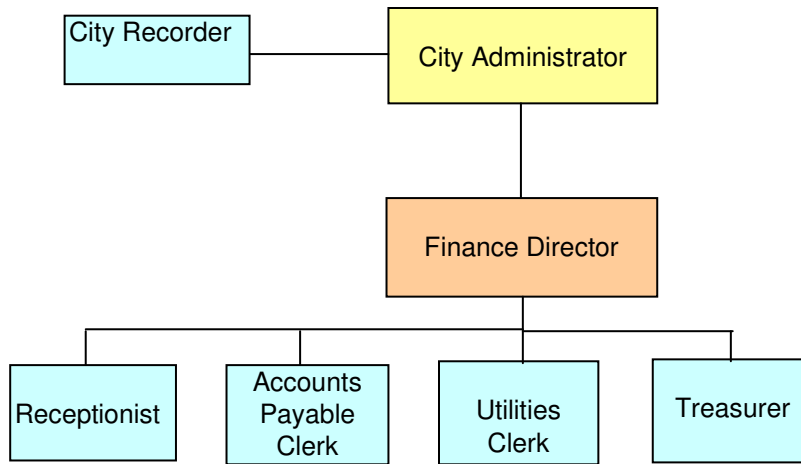 City Recorder
City Administrator
Finance Director
Receptionist
Accounts
Payable
Clerk
Utilities
Clerk
Treasurer